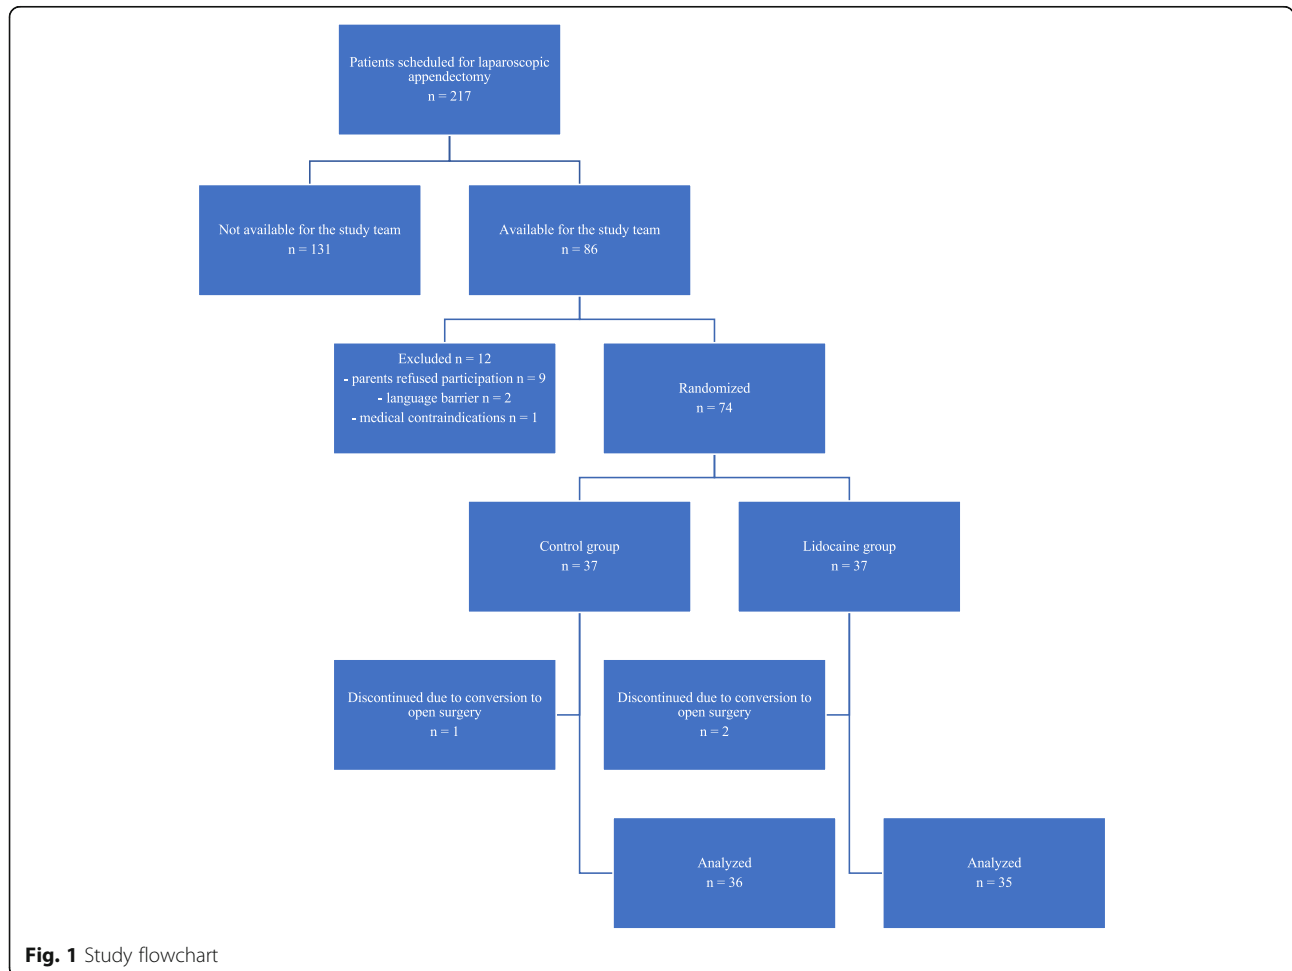 Patients scheduled for laparoscopic
appendectomy
n = 217
Not available for the study team
n = 131
Available for the study team
n = 86
Excluded n = 12
- parents refused participation n = 9
- language barrier n = 2
- medical contraindications n = 1
Randomized
n = 74
Control group
n = 37
Lidocaine group
n = 37
Discontinued due to conversion to
open surgery
n = 1
Discontinued due to conversion to
open surgery
n = 2
Analyzed
n = 36
Analyzed
n = 35
Fig. 1 Study flowchart